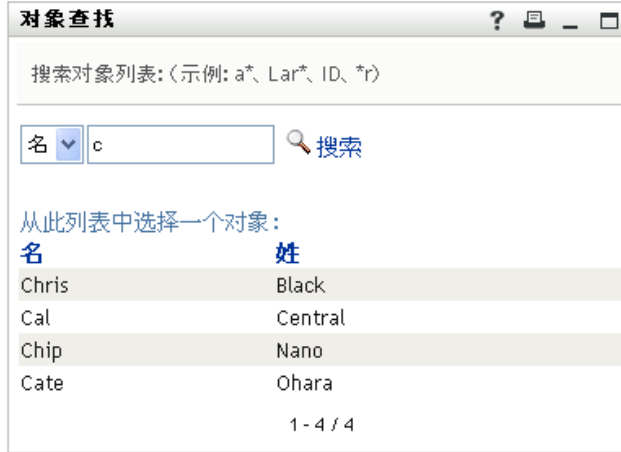 对象查找 ?
搜索对象列表:（示例: a*、Lar*、ID、*r）
名 c 搜索
从此列表中选择一个对象:
名 姓
Chris Black
Cal Central
Chip Nano
Cate Ohara
1 - 4 / 4